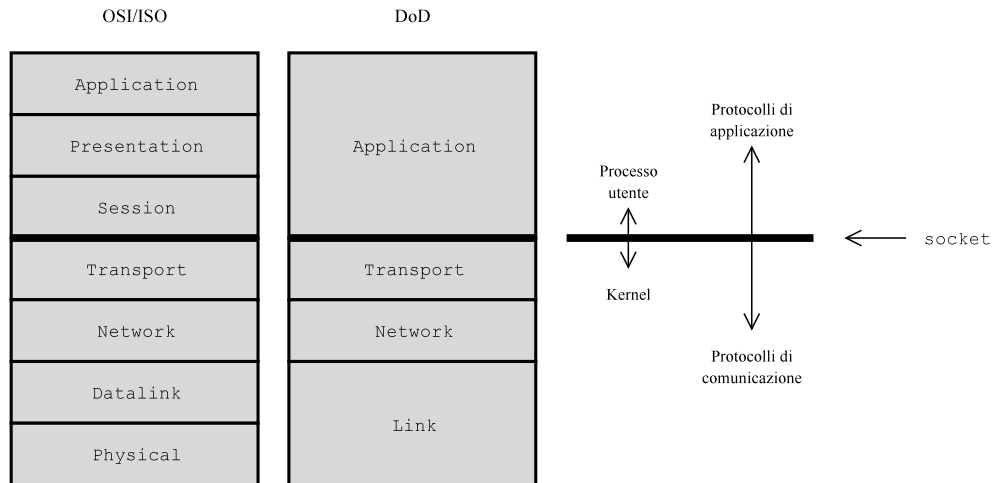 OSI/ISO
DoD
Application
Presentation
Session
Transport
Network
Datalink
Physical
Application
Transport
Network
Link
Protocolli di
applicazione
Processo
utente
socket
Kernel
Protocolli di
comunicazione